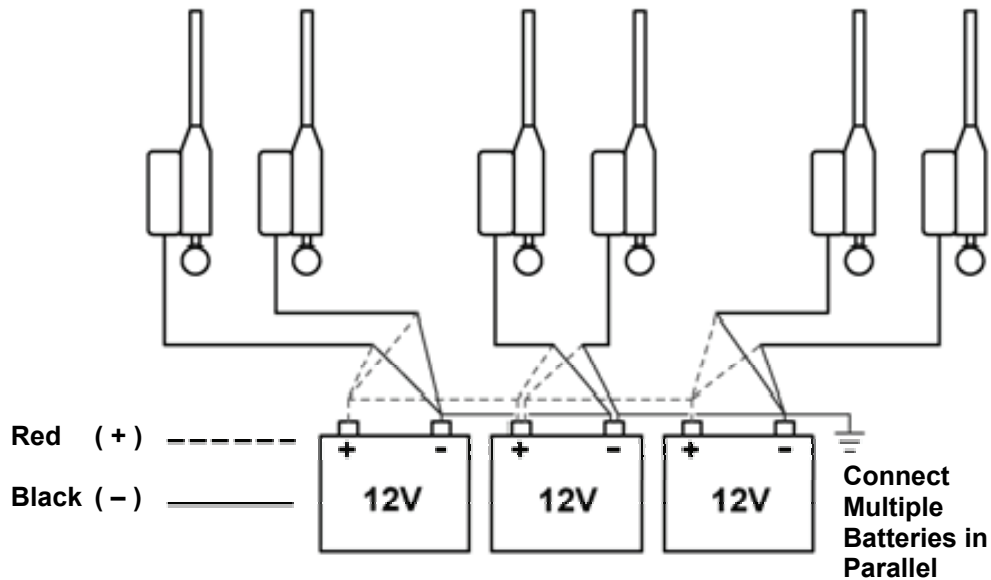 Red ( + )
Black ( – )
+ - + - + -
12V 12V 12V
Connect
Multiple
Batteries in
Parallel